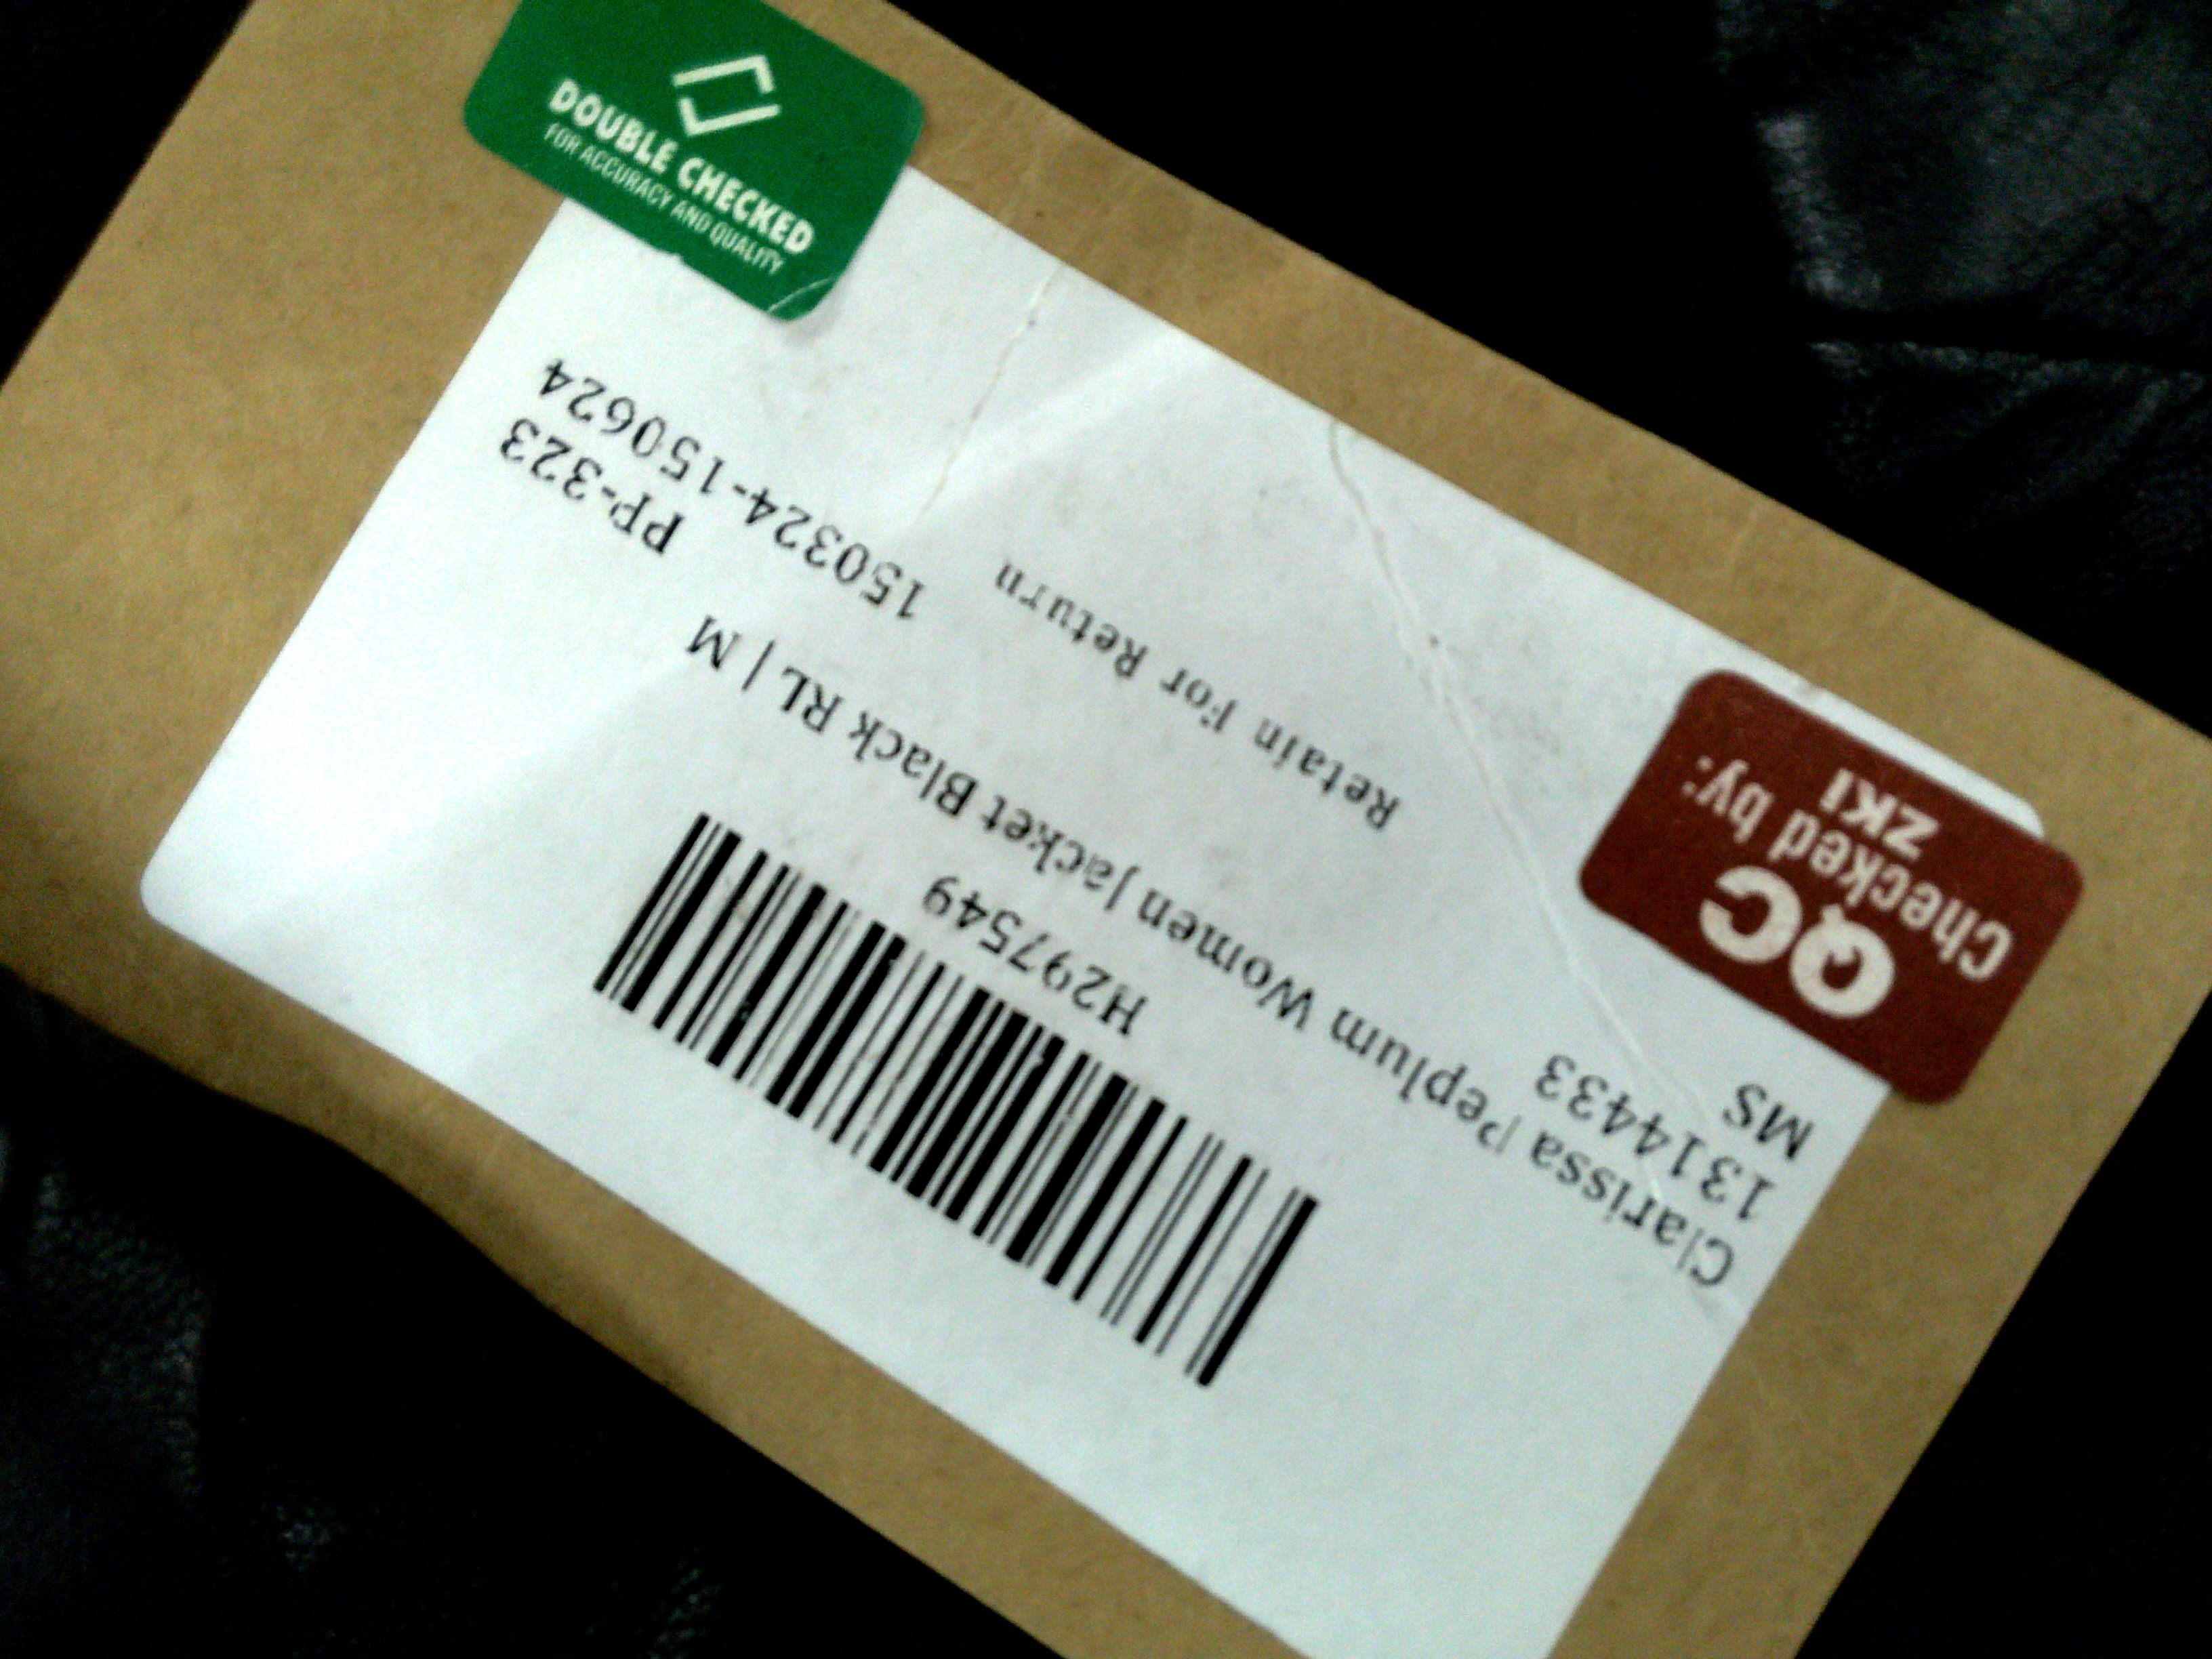 DOUBLE CHECKED
FOR ACCURACY AND QUALITY
H297549
Clarissa Peplum Women Jacket Black RL | M
1314433
PP-323
MS
150324-150624
Retain For Return
QC
Checked by:
ZKI